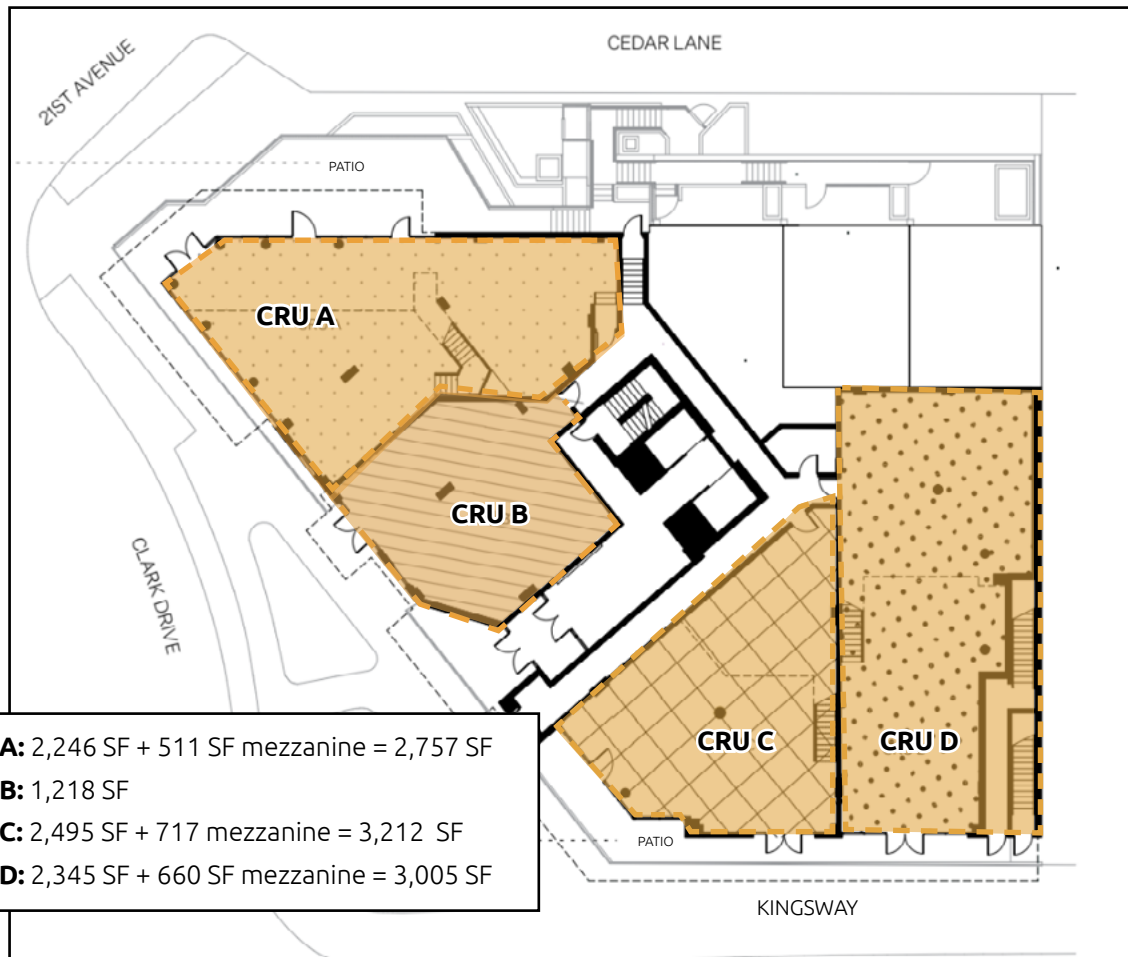 CEDAR LANE
21ST AVENUE
PATIO
CRU A
CRU B
CLARK DRIVE
CRU C
CRU D
A: 2,246 SF + 511 SF mezzanine = 2,757 SF
B: 1,218 SF
C: 2,495 SF + 717 mezzanine = 3,212 SF
D: 2,345 SF + 660 SF mezzanine = 3,005 SF
PATIO
KINGSWAY